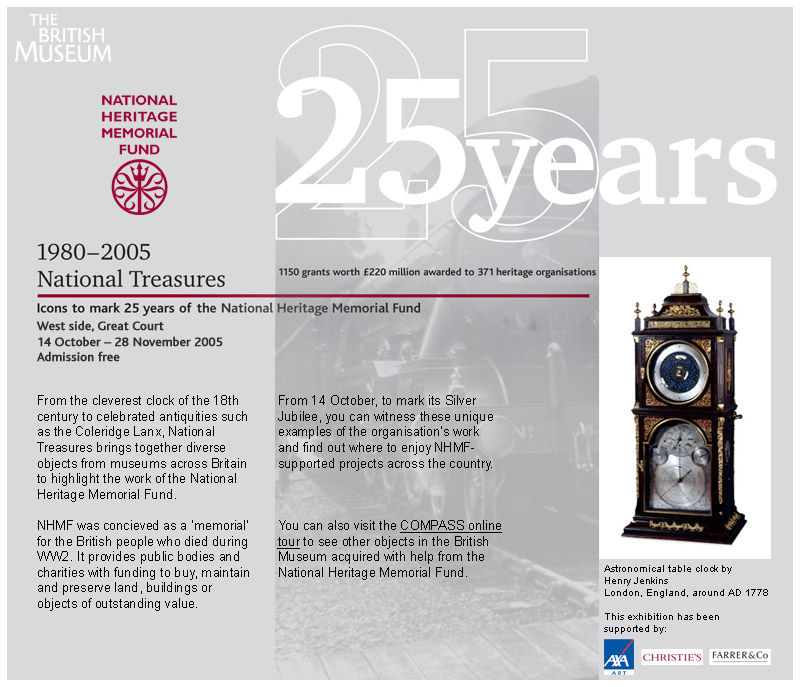 THE
BRITISH
MUSEUM
NATIONAL
HERITAGE
MEMORIAL
FUND
25
25years
1980–2005
National Treasures
1150 grants worth £220 million awarded to 371 heritage organisations
Icons to mark 25 years of the National Heritage Memorial Fund
West side, Great Court
14 October – 28 November 2005
Admission free
From the cleverest clock of the 18th
century to celebrated antiquities such
as the Coleridge Lanx, National
Treasures brings together diverse
objects from museums across Britain
to highlight the work of the National
Heritage Memorial Fund.
NHMF was concieved as a 'memorial'
for the British people who died during
WW2. It provides public bodies and
charities with funding to buy, maintain
and preserve land, buildings or
objects of outstanding value.
From 14 October, to mark its Silver
Jubilee, you can witness these unique
examples of the organisation's work
and find out where to enjoy NHMF-
supported projects across the country.
You can also visit the COMPASS online
tour to see other objects in the British
Museum acquired with help from the
National Heritage Memorial Fund.
Astronomical table clock by
Henry Jenkins
London, England, around AD 1778
This exhibition has been
supported by:
AXA
ART
CHRISTIE'S
FARRER&Co